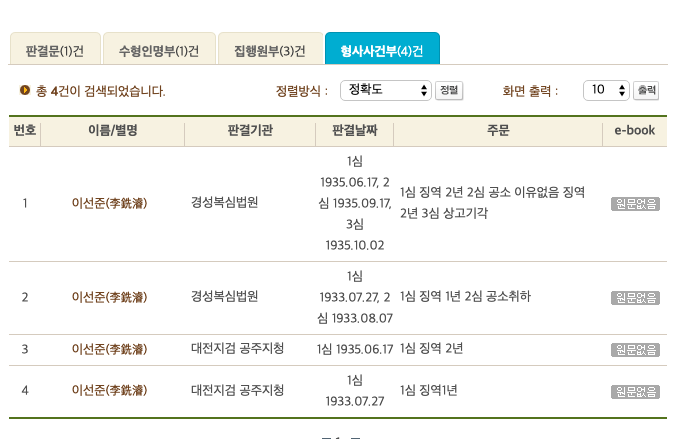 판결문(1)건 수형인명부(1)건 집행원부(3)건 형사사건부(4)건
총 4건이 검색되었습니다. 정렬방식 : 정확도 정렬 화면 출력 : 10 출력
번호 이름/별명 판결기관 판결날짜 주문 e-book
1 이선준(李銑濬) 경성복심법원
1심
1935.06.17, 2
심 1935.09.17,
3심
1935.10.02
1심 징역 2년 2심 공소 이유없음 징역
2년 3심 상고기각
원문없음
2 이선준(李銑濬) 경성복심법원
1심
1933.07.27, 2
심 1933.08.07
1심 징역 1년 2심 공소취하
원문없음
3 이선준(李銑濬) 대전지검 공주지청 1심 1935.06.17 1심 징역 2년 원문없음
4 이선준(李銑濬) 대전지검 공주지청
1심
1933.07.27
1심 징역1년
원문없음